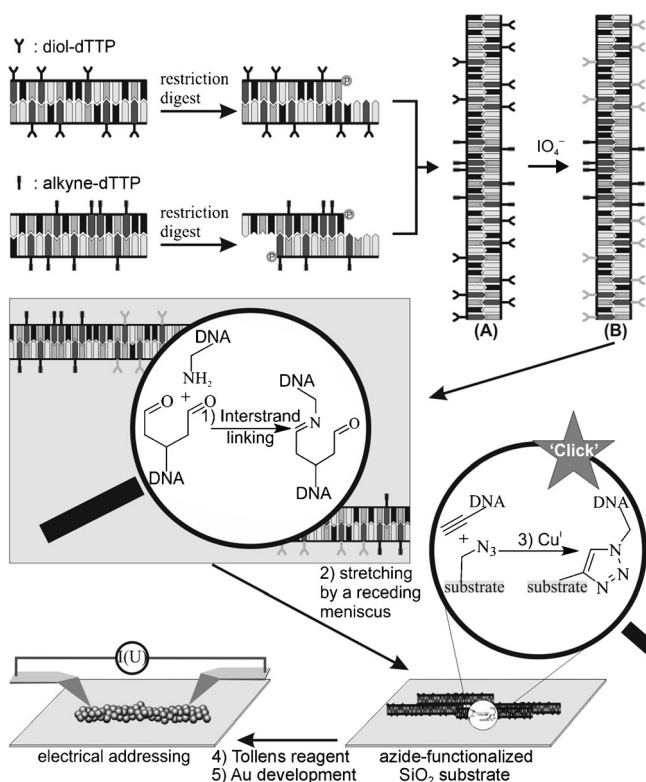 Y : diol-dTTP
restriction
digest
P
alkyne-dTTP
restriction
digest
P
P
IO₄⁻
(A)
(B)
DNA
NH₂
+
O
O
1) Interstrand
linking
DNA
DNA
N
O
DNA
'Click'
DNA
+
N₃
substrate
3) Cuᴵ
DNA
N
N
N
substrate
2) stretching
by a receding
meniscus
I(U)
electrical addressing
4) Tollens reagent
5) Au development
azide-functionalized
SiO₂ substrate